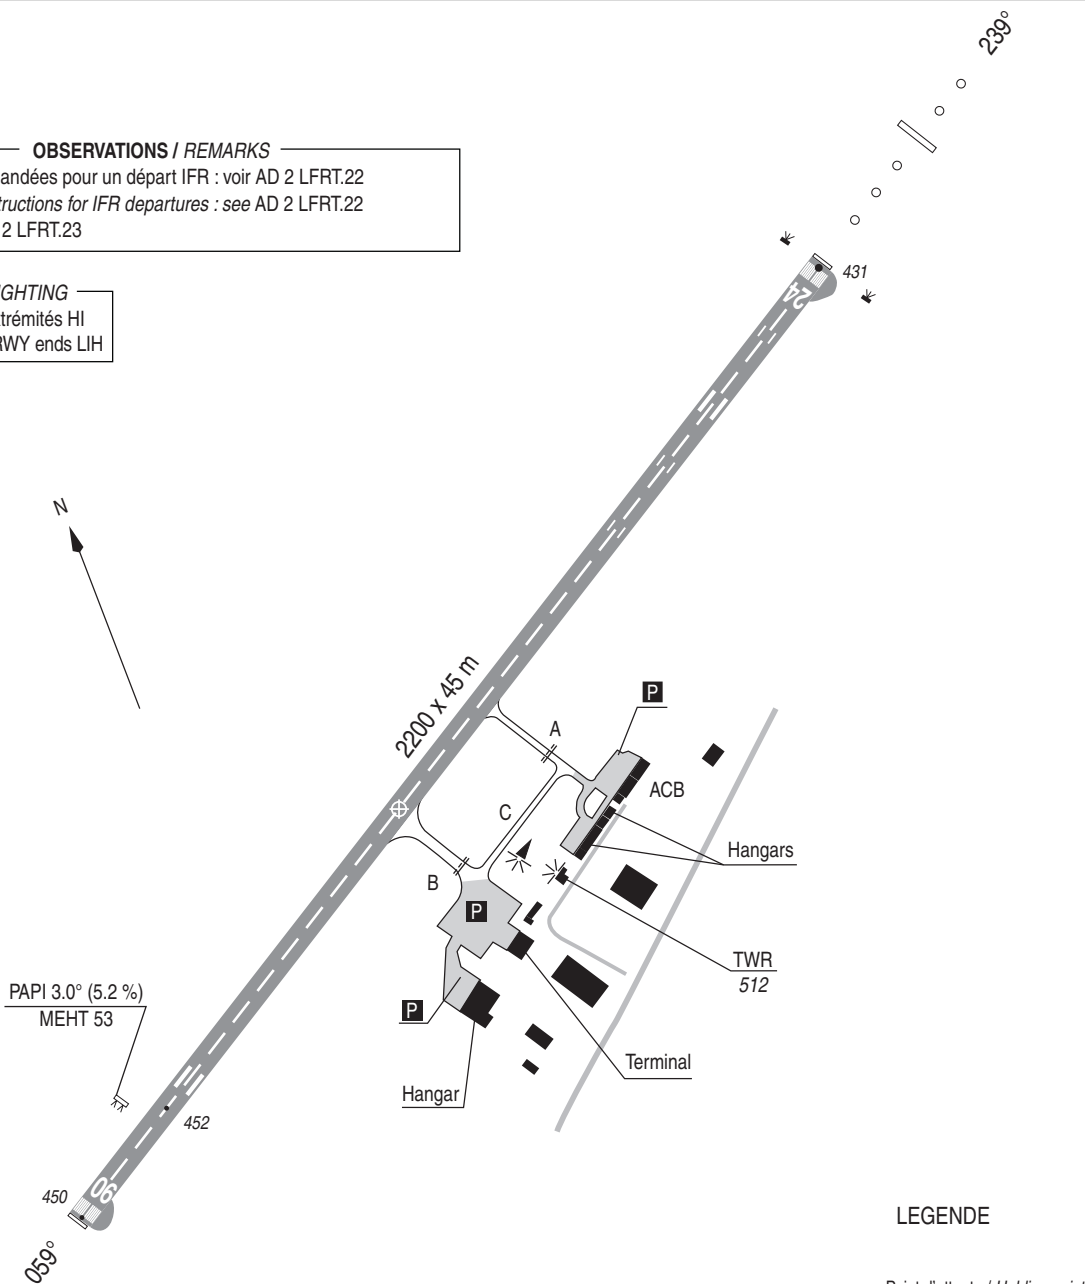 239°
OBSERVATIONS / REMARKS
andées pour un départ IFR : voir AD 2 LFRT.22
tructions for IFR departures : see AD 2 LFRT.22
2 LFRT.23
431
24
IGHTING
trémités HI
RWY ends LIH
N
2200 x 45 m
P
A
ACB
C
Hangars
B
P
TWR
512
PAPI 3.0° (5.2 %)
MEHT 53
P
Terminal
Hangar
452
06
450
LEGENDE
059°